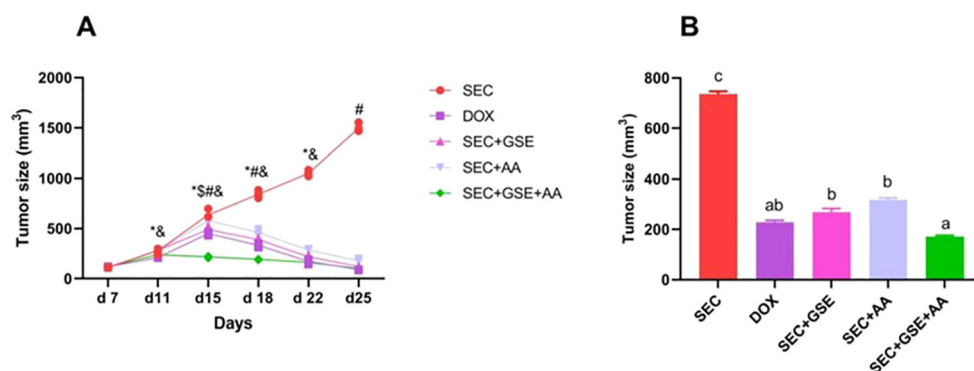 A
Tumor size (mm³)
2000
1500
1000
500
0
*&
*$#&
*#&
*&
#
d 7 d11 d15 d 18 d 22 d25
Days
SEC
DOX
SEC+GSE
SEC+AA
SEC+GSE+AA
B
Tumor size (mm³)
800
600
400
200
0
c
ab
b
b
a
SEC
DOX
SEC+GSE
SEC+AA
SEC+GSE+AA